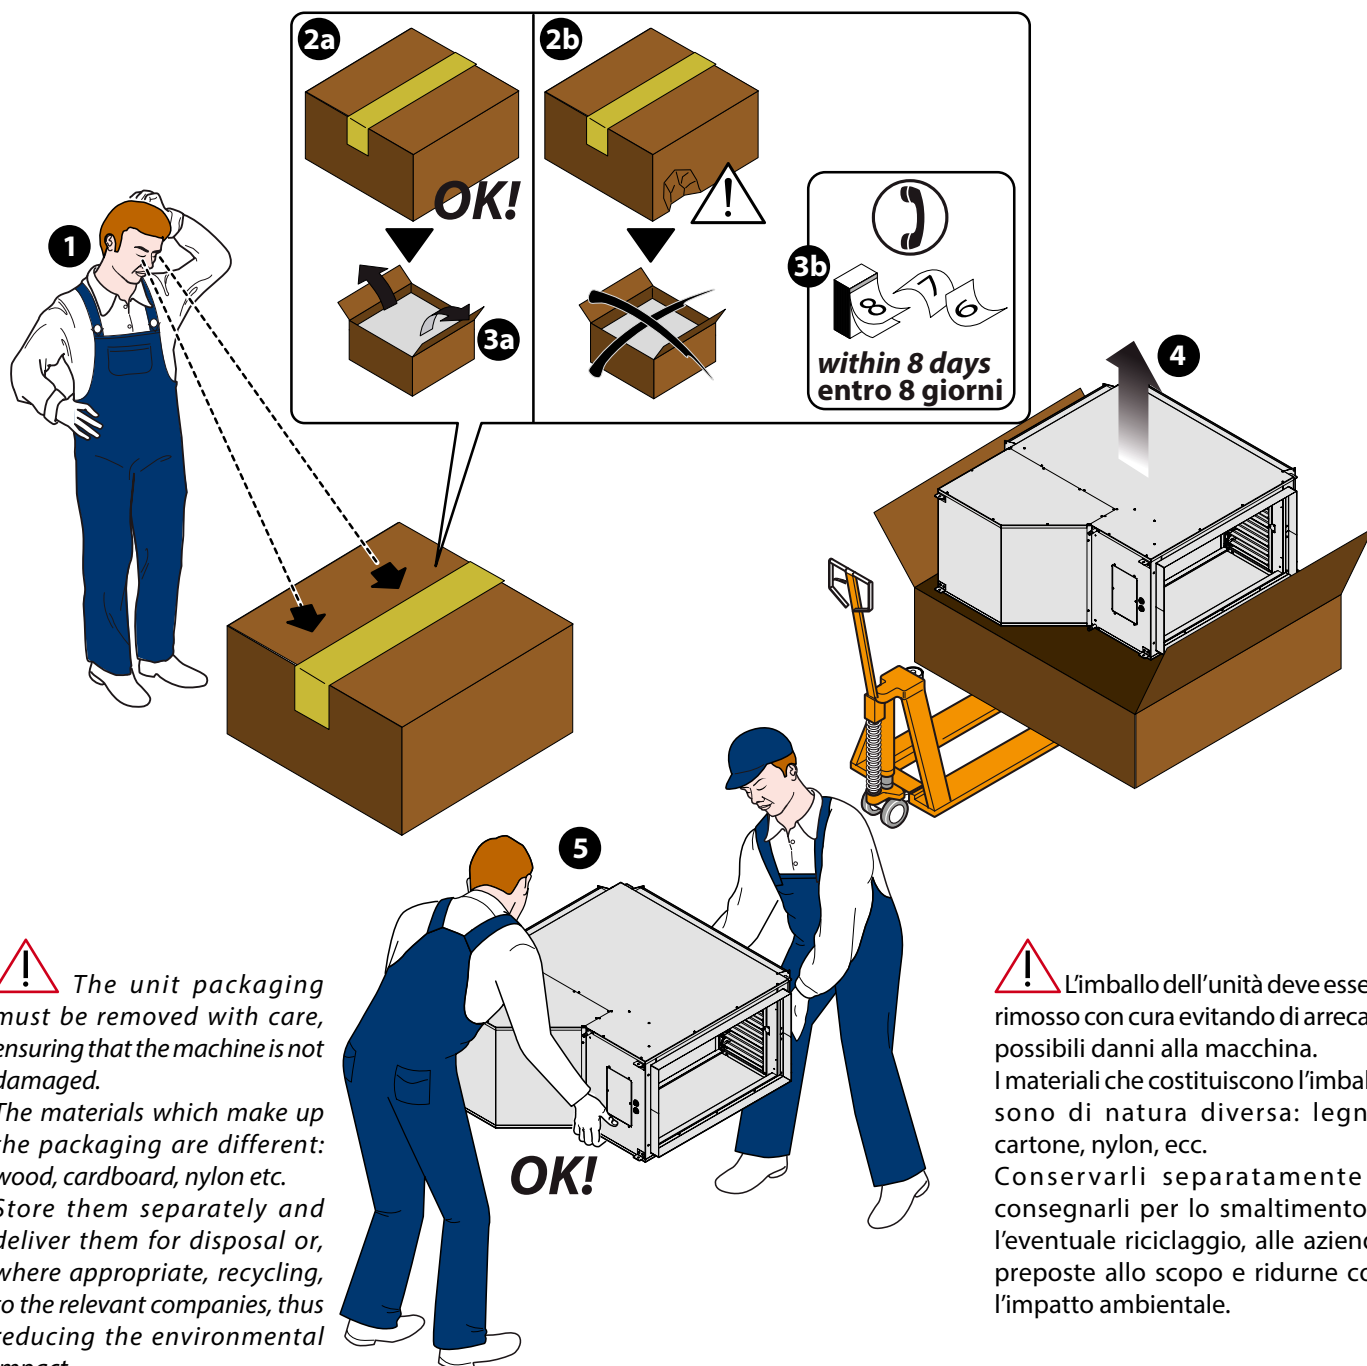 2a
2b
OK!
1
3a
3b
8
7
6
within 8 days
entro 8 giorni
4
5
OK!
The unit packaging
must be removed with care,
ensuring that the machine is not
damaged.
The materials which make up
the packaging are different:
wood, cardboard, nylon etc.
Store them separately and
deliver them for disposal or,
where appropriate, recycling,
to the relevant companies, thus
reducing the environmental
L'imballo dell'unità deve esse
rimosso con cura evitando di arreca
possibili danni alla macchina.
I materiali che costituiscono l'imbal
sono di natura diversa: legn
cartone, nylon, ecc.
Conservarli separatamente
consegnarli per lo smaltimento
l'eventuale riciclaggio, alle aziend
preposte allo scopo e ridurne co
l'impatto ambientale.